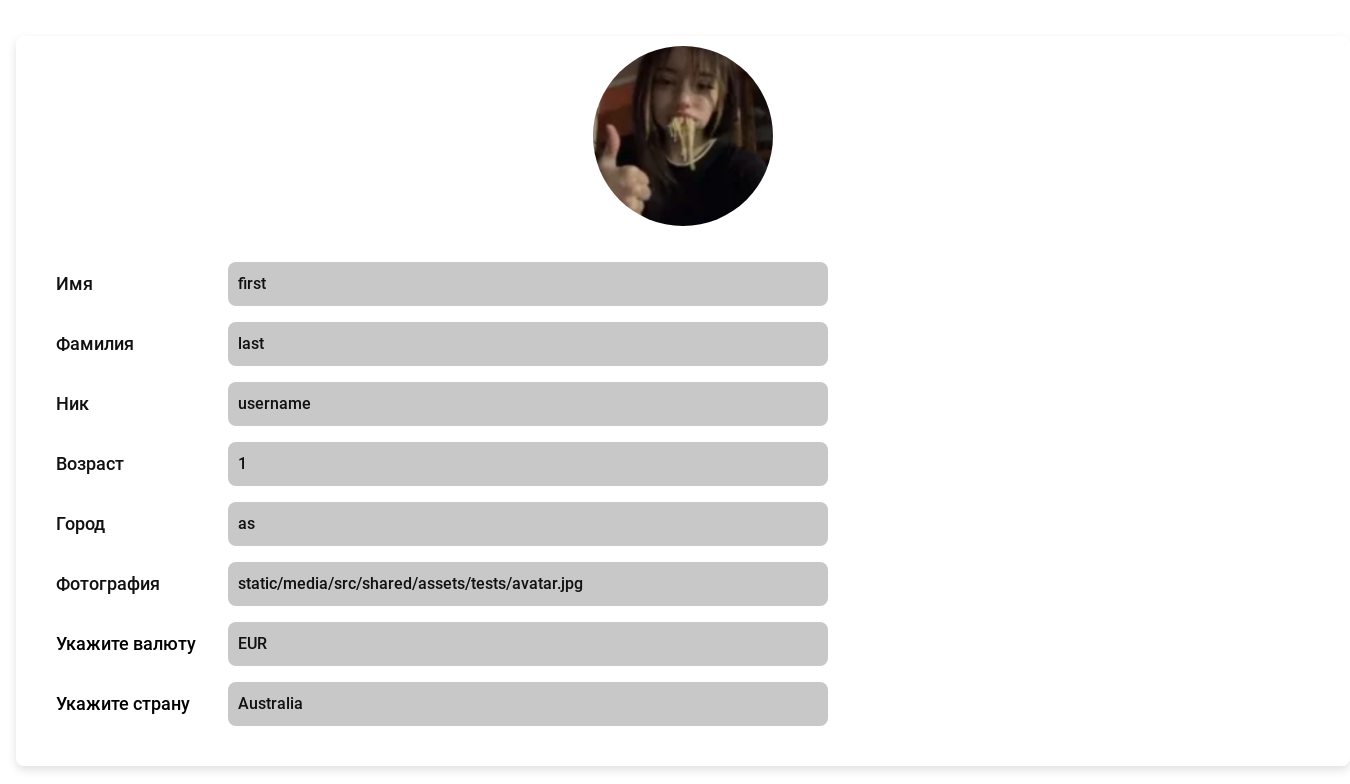 Имя
first
Фамилия
last
Ник
username
Возраст
1
Город
as
Фотография
static/media/src/shared/assets/tests/avatar.jpg
Укажите валюту
EUR
Укажите страну
Australia